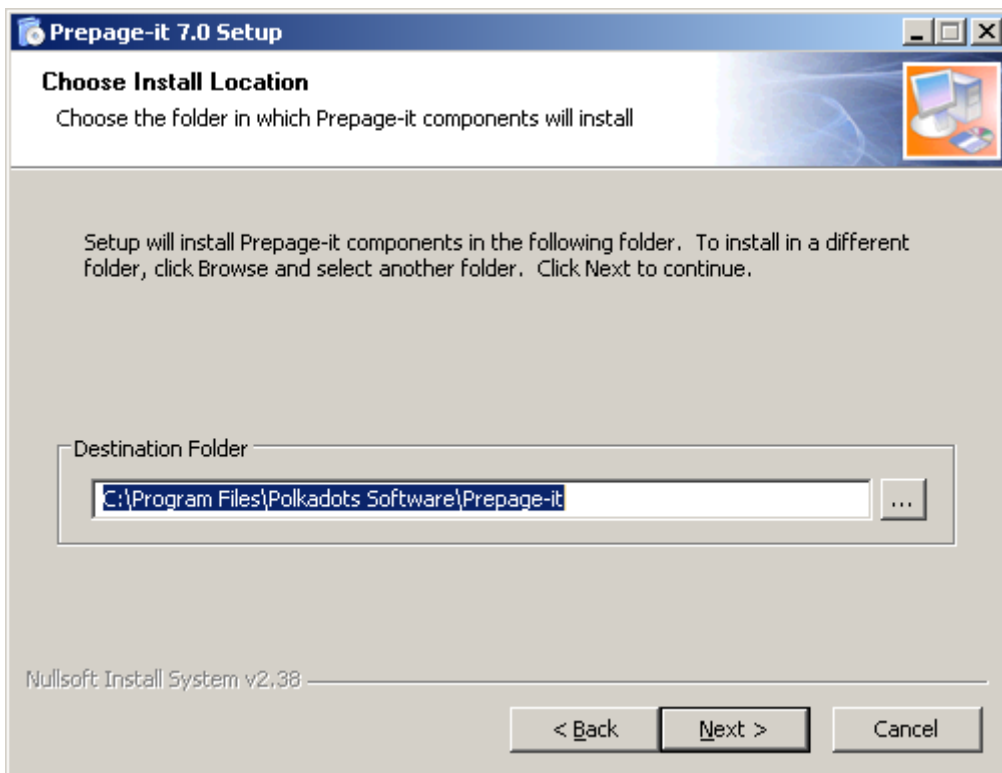 Prepage-it 7.0 Setup
Choose Install Location
Choose the folder in which Prepage-it components will install
Setup will install Prepage-it components in the following folder.  To install in a different
folder, click Browse and select another folder.  Click Next to continue.
Destination Folder
C:\Program Files\Polkadots Software\Prepage-it
...
Nullsoft Install System v2.38
< Back
Next >
Cancel